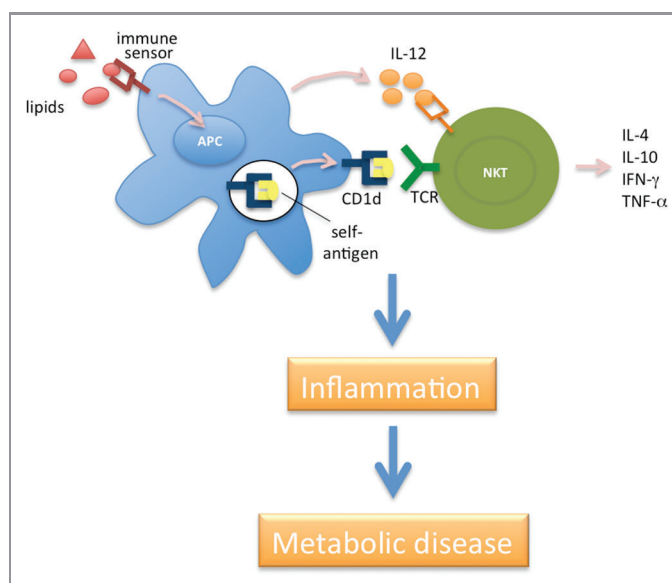 immune
sensor
lipids
IL-12
APC
CD1d
TCR
NKT
self-
antigen
IL-4
IL-10
IFN-γ
TNF-α
Inflammation
Metabolic disease